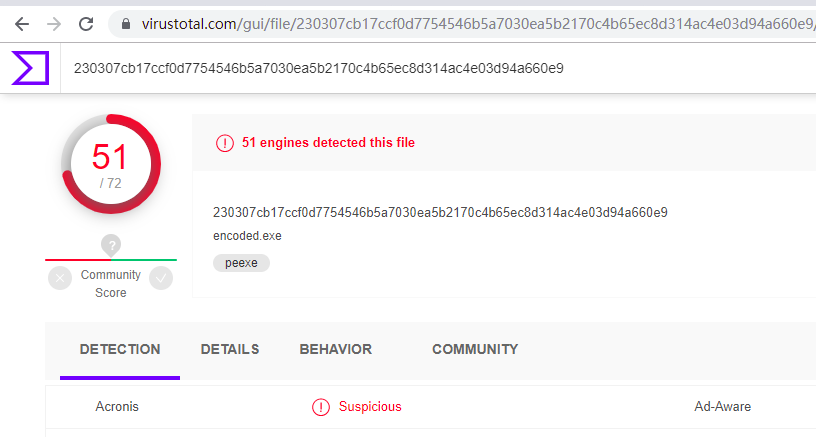 virustotal.com/gui/file/230307cb17ccf0d7754546b5a7030ea5b2170c4b65ec8d314ac4e03d94a660e9/
230307cb17ccf0d7754546b5a7030ea5b2170c4b65ec8d314ac4e03d94a660e9
51
/ 72
51 engines detected this file
230307cb17ccf0d7754546b5a7030ea5b2170c4b65ec8d314ac4e03d94a660e9
encoded.exe
peexe
?
Community
Score
DETECTION DETAILS BEHAVIOR COMMUNITY
Acronis Suspicious Ad-Aware